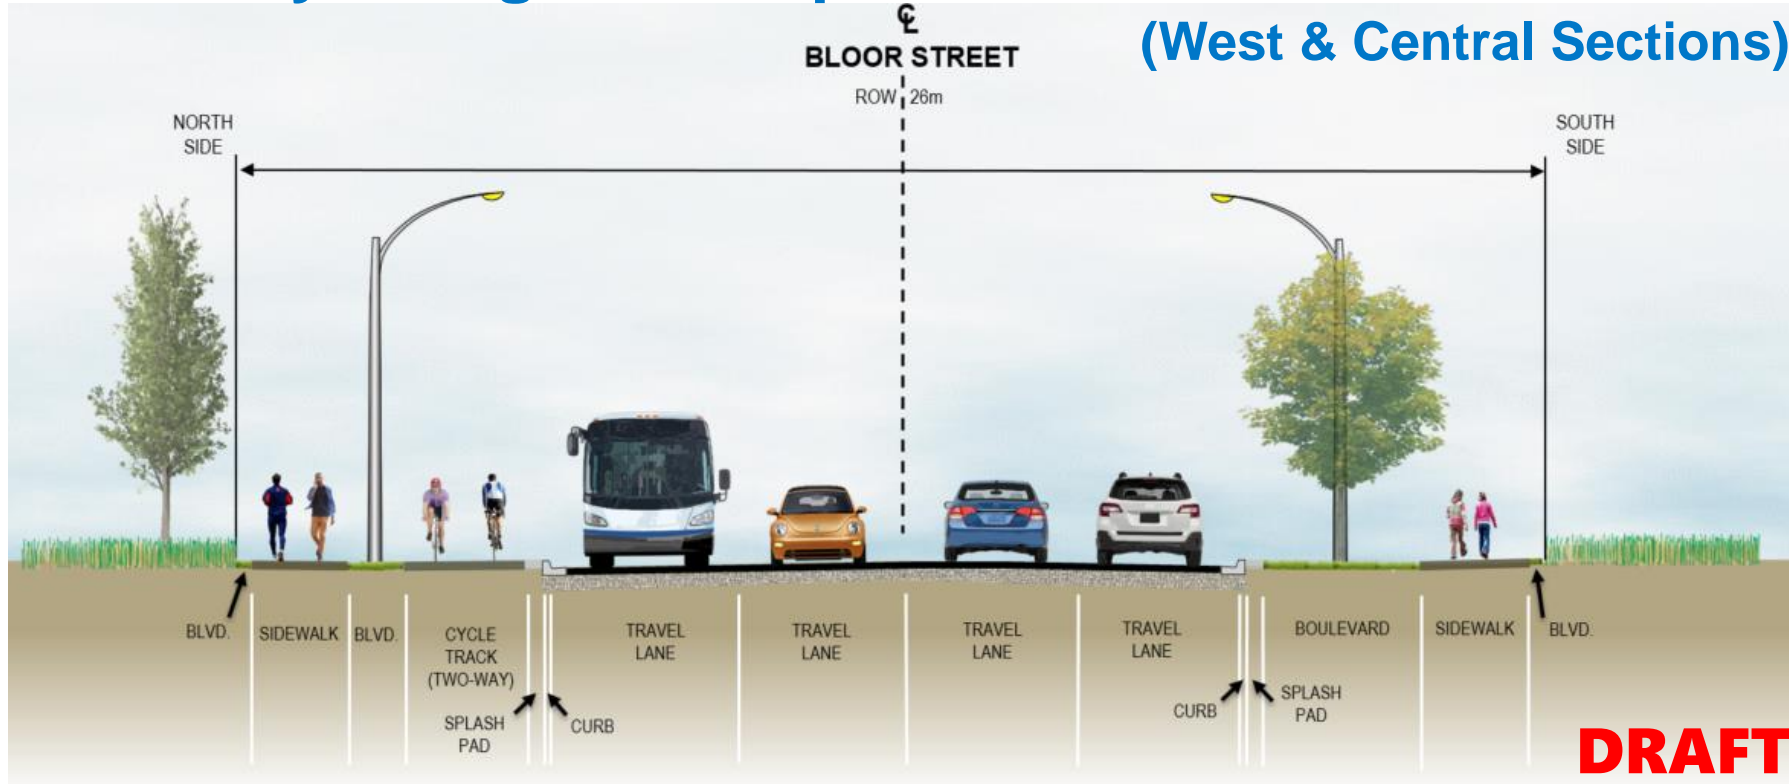 ℄
(West & Central Sections)
BLOOR STREET
ROW 26m
NORTH
SIDE
SOUTH
SIDE
BLVD.
SIDEWALK
BLVD.
CYCLE
TRACK
(TWO-WAY)
TRAVEL
LANE
TRAVEL
LANE
TRAVEL
LANE
TRAVEL
LANE
BOULEVARD
SIDEWALK
BLVD.
SPLASH
PAD
CURB
CURB
SPLASH
PAD
DRAFT